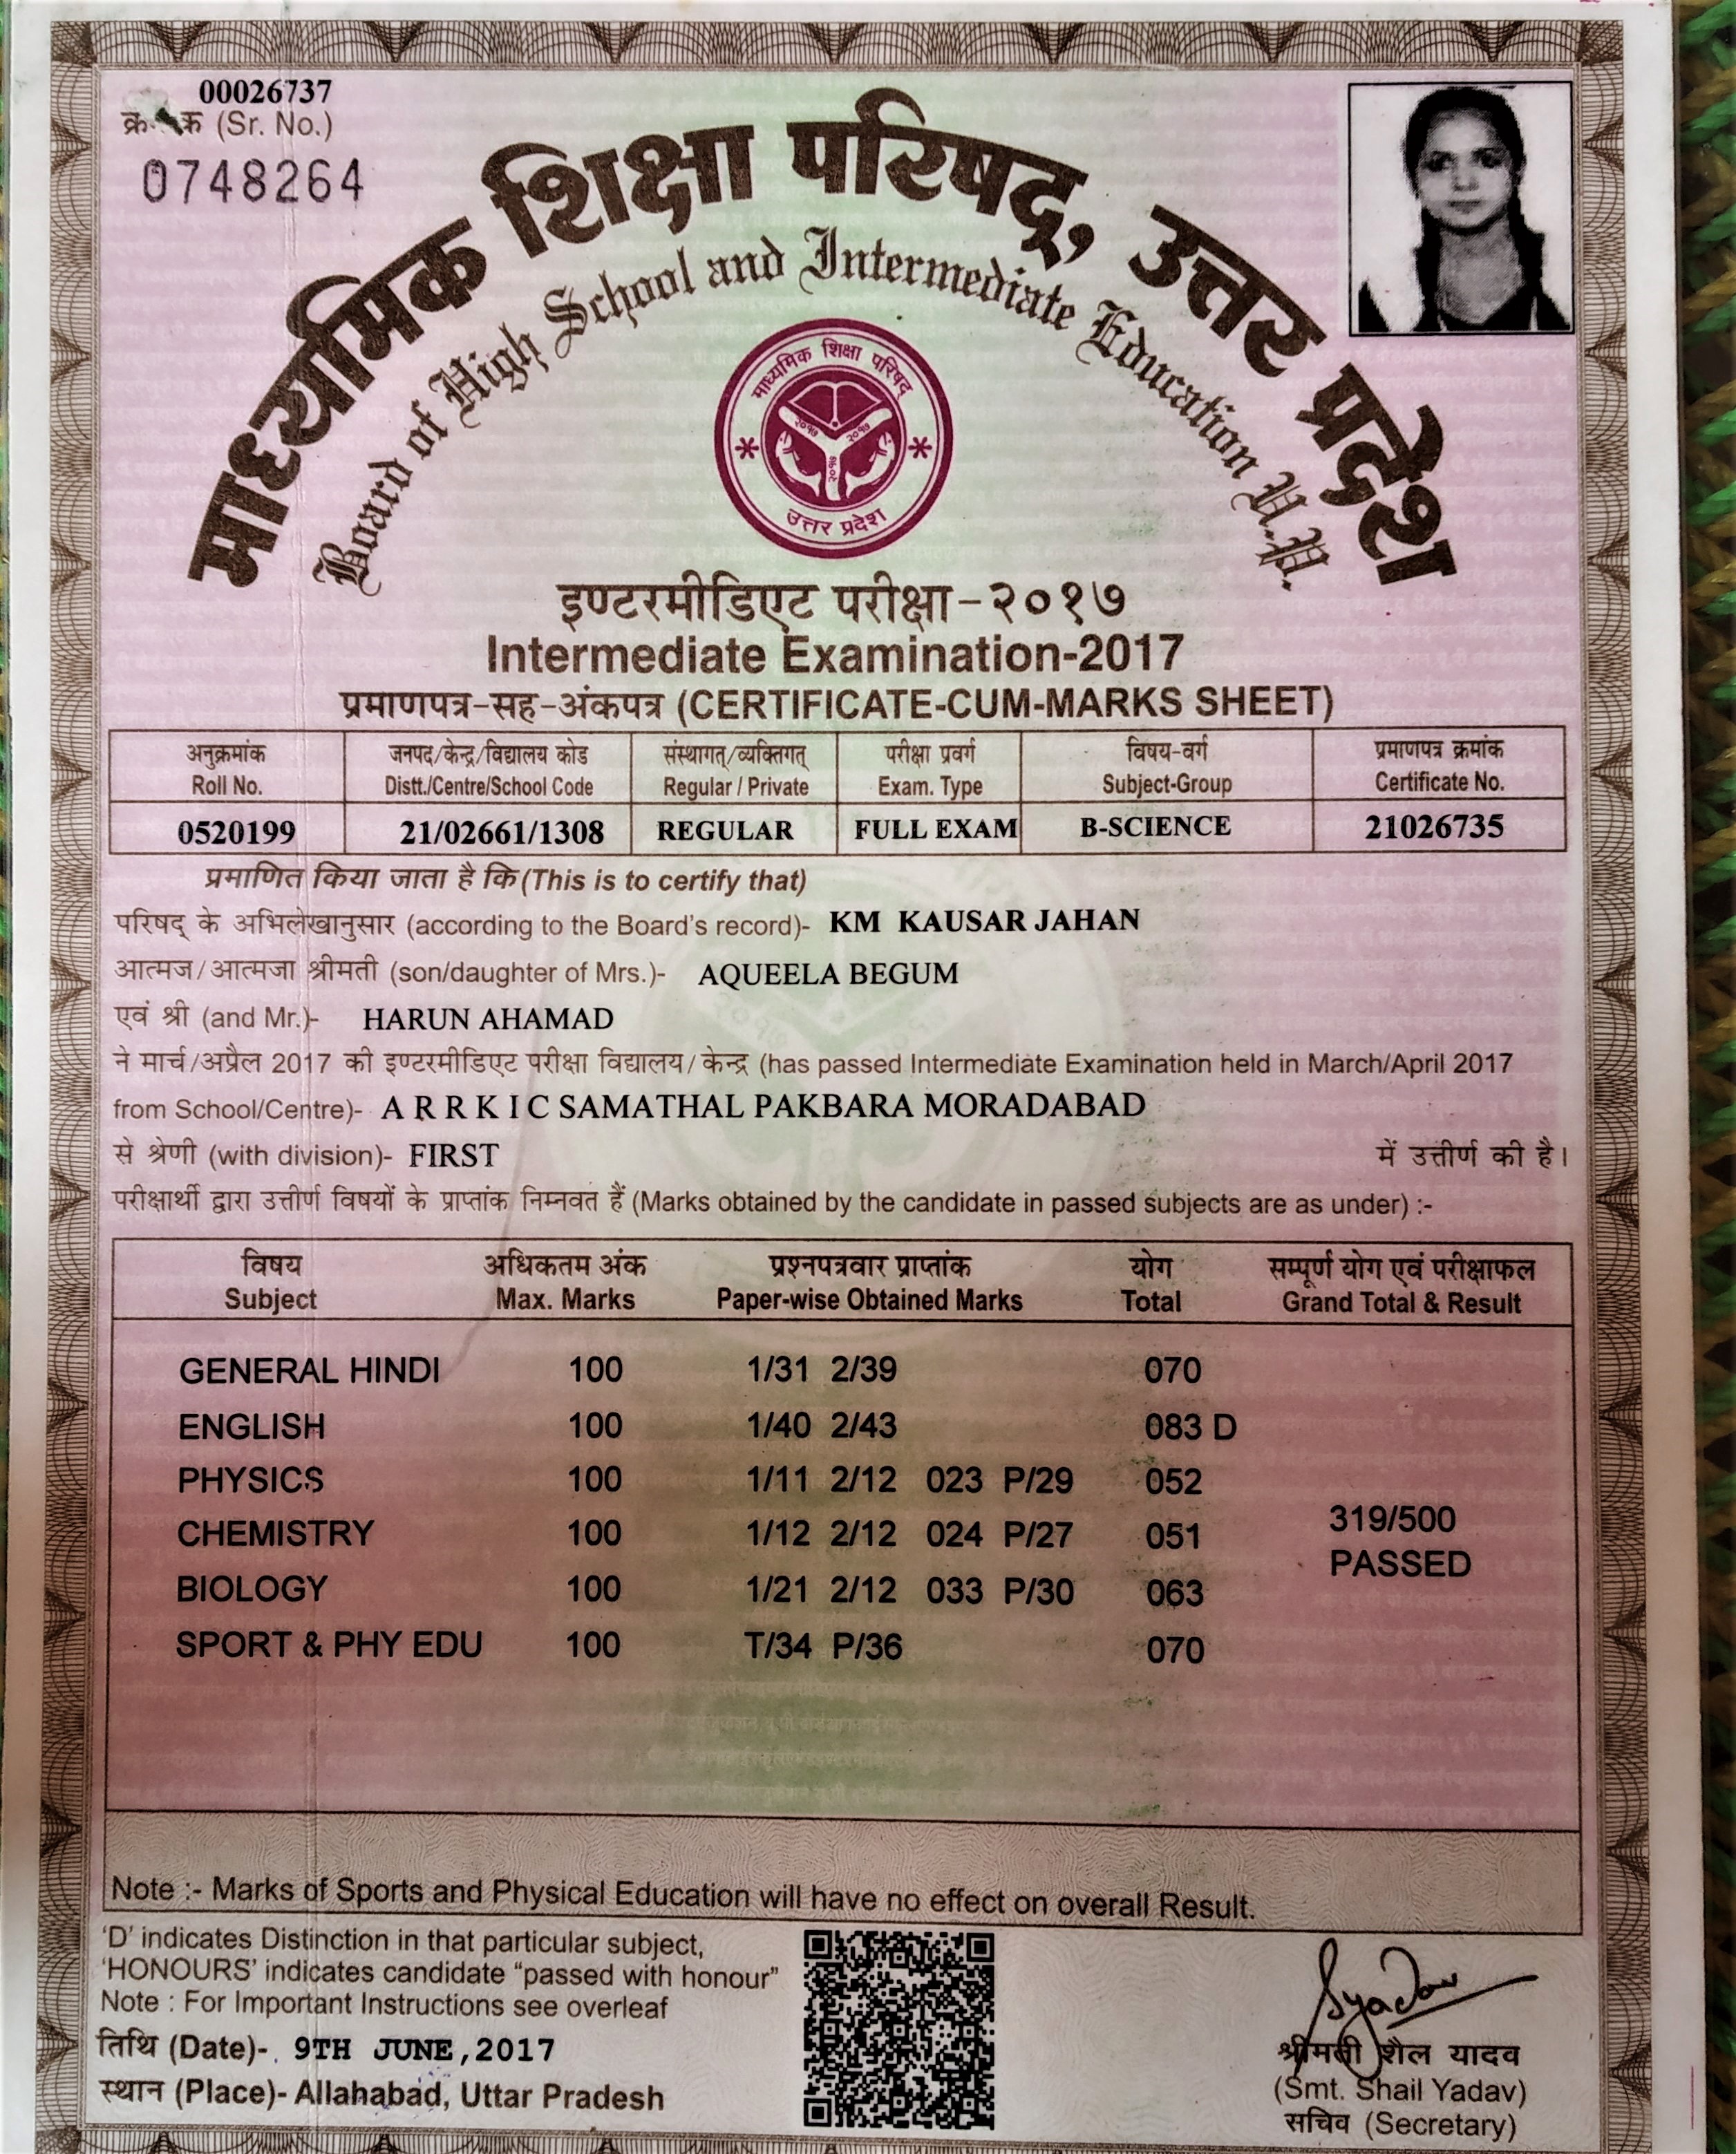 00026737
(Sr. No.)
0748264
माध्यमिक शिक्षा परिषद्, उत्तर प्रदेश
Board of High School and Intermediate Education U.P.
माध्यमिक शिक्षा परिषद्
२०१७ २०१७
२०१७
उत्तर प्रदेश
इण्टरमीडिएट परीक्षा-२०१७
Intermediate Examination-2017
प्रमाणपत्र-सह-अंकपत्र (CERTIFICATE-CUM-MARKS SHEET)
अनुक्रमांक जनपद/केन्द्र/विद्यालय कोड संस्थागत्/व्यक्तिगत् परीक्षा प्रवर्ग विषय-वर्ग प्रमाणपत्र क्रमांक
Roll No. Distt./Centre/School Code Regular / Private Exam. Type Subject-Group Certificate No.
0520199 21/02661/1308 REGULAR FULL EXAM B-SCIENCE 21026735
प्रमाणित किया जाता है कि (This is to certify that)
परिषद् के अभिलेखानुसार (according to the Board's record)- KM KAUSAR JAHAN
आत्मज/आत्मजा श्रीमती (son/daughter of Mrs.)- AQUEELA BEGUM
एवं श्री (and Mr.)- HARUN AHAMAD
ने मार्च/अप्रैल 2017 की इण्टरमीडिएट परीक्षा विद्यालय/केन्द्र (has passed Intermediate Examination held in March/April 2017
from School/Centre)- A R R K I C SAMATHAL PAKBARA MORADABAD
से श्रेणी (with division)- FIRST में उत्तीर्ण की है।
परीक्षार्थी द्वारा उत्तीर्ण विषयों के प्राप्तांक निम्नवत हैं (Marks obtained by the candidate in passed subjects are as under) :-
विषय अधिकतम अंक प्रश्नपत्रवार प्राप्तांक योग सम्पूर्ण योग एवं परीक्षाफल
Subject Max. Marks Paper-wise Obtained Marks Total Grand Total & Result
GENERAL HINDI 100 1/31 2/39 070
ENGLISH 100 1/40 2/43 083 D
PHYSICS 100 1/11 2/12 023 P/29 052
319/500
CHEMISTRY 100 1/12 2/12 024 P/27 051
PASSED
BIOLOGY 100 1/21 2/12 033 P/30 063
SPORT & PHY EDU 100 T/34 P/36 070
Note :- Marks of Sports and Physical Education will have no effect on overall Result.
'D' indicates Distinction in that particular subject,
'HONOURS' indicates candidate "passed with honour"
Note : For Important Instructions see overleaf
तिथि (Date)- 9TH JUNE,2017
स्थान (Place)- Allahabad, Uttar Pradesh
Syadav
श्रीमती शैल यादव
(Smt. Shail Yadav)
सचिव (Secretary)